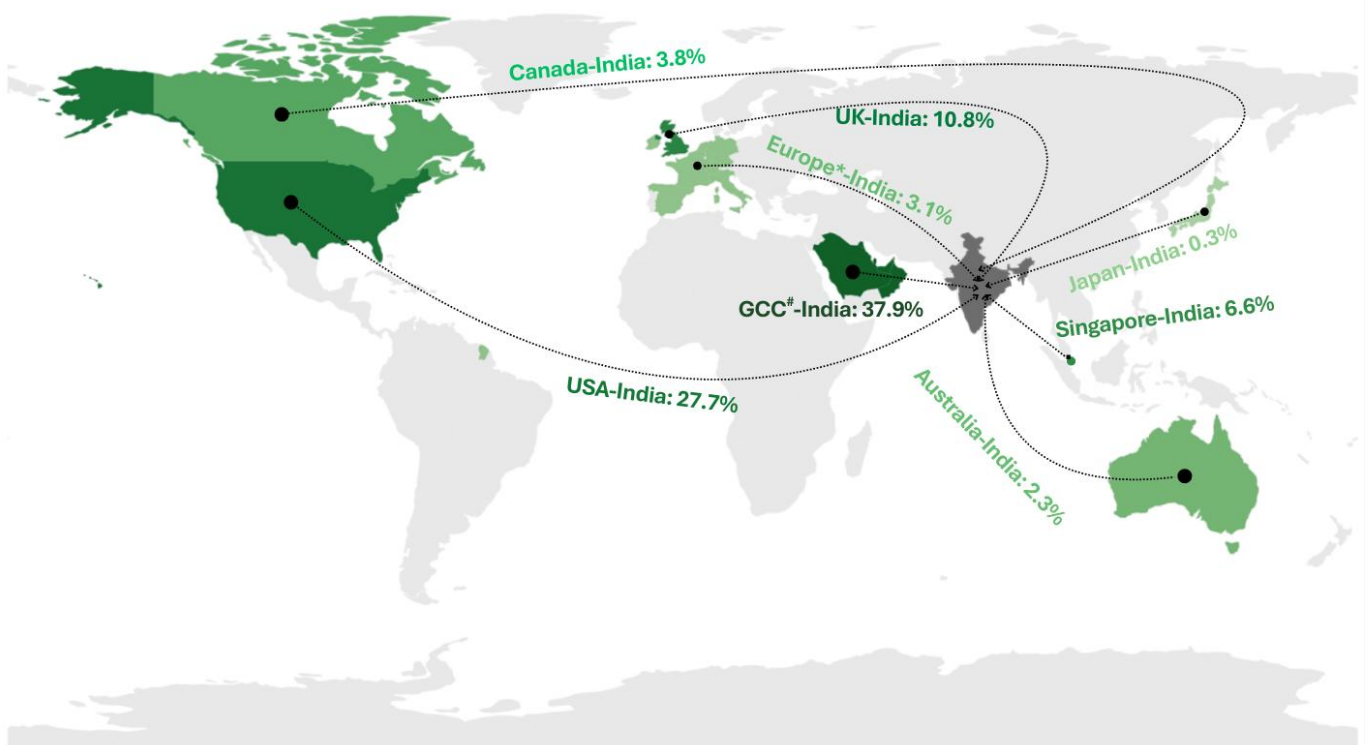 Canada-India: 3.8%
UK-India: 10.8%
Europe*-India: 3.1%
Japan-India: 0.3%
GCC#-India: 37.9%
Singapore-India: 6.6%
USA-India: 27.7%
Australia-India: 2.3%